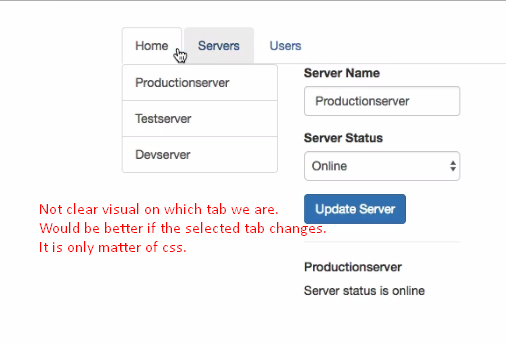 Home Servers Users
Productionserver
Testserver
Devserver
Server Name
Productionserver
Server Status
Online
Update Server
Not clear visual on which tab we are.
Would be better if the selected tab changes.
It is only matter of css.
Productionserver
Server status is online